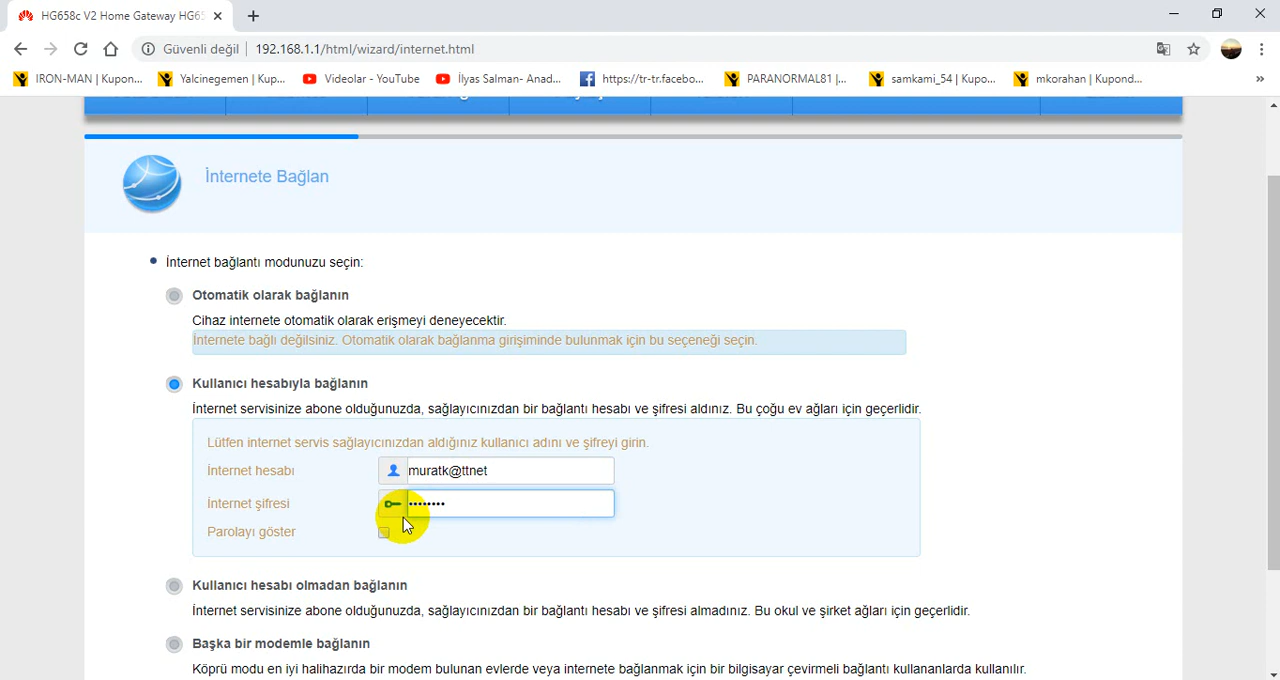 HG658c V2 Home Gateway HG65
Güvenli değil
192.168.1.1/html/wizard/internet.html
IRON-MAN | Kupon...
Yalcinegemen | Kup...
Videolar - YouTube
İlyas Salman- Anad...
https://tr-tr.facebo...
PARANORMAL81 |...
samkami_54 | Kupo...
mkorahan | Kupond...
»
İnternete Bağlan
İnternet bağlantı modunuzu seçin:
Otomatik olarak bağlanın
Cihaz internete otomatik olarak erişmeyi deneyecektir.
İnternete bağlı değilsiniz. Otomatik olarak bağlanma girişiminde bulunmak için bu seçeneği seçin.
Kullanıcı hesabıyla bağlanın
İnternet servisinize abone olduğunuzda, sağlayıcınızdan bir bağlantı hesabı ve şifresi aldınız. Bu çoğu ev ağları için geçerlidir.
Lütfen internet servis sağlayıcınızdan aldığınız kullanıcı adını ve şifreyi girin.
İnternet hesabı muratk@ttnet
İnternet şifresi ••••••••
Parolayı göster
Kullanıcı hesabı olmadan bağlanın
İnternet servisinize abone olduğunuzda, sağlayıcınızdan bir bağlantı hesabı ve şifresi almadınız. Bu okul ve şirket ağları için geçerlidir.
Başka bir modemle bağlanın
Köprü modu en iyi halihazırda bir modem bulunan evlerde veya internete bağlanmak için bir bilgisayar çevirmeli bağlantı kullananlarda kullanılır.